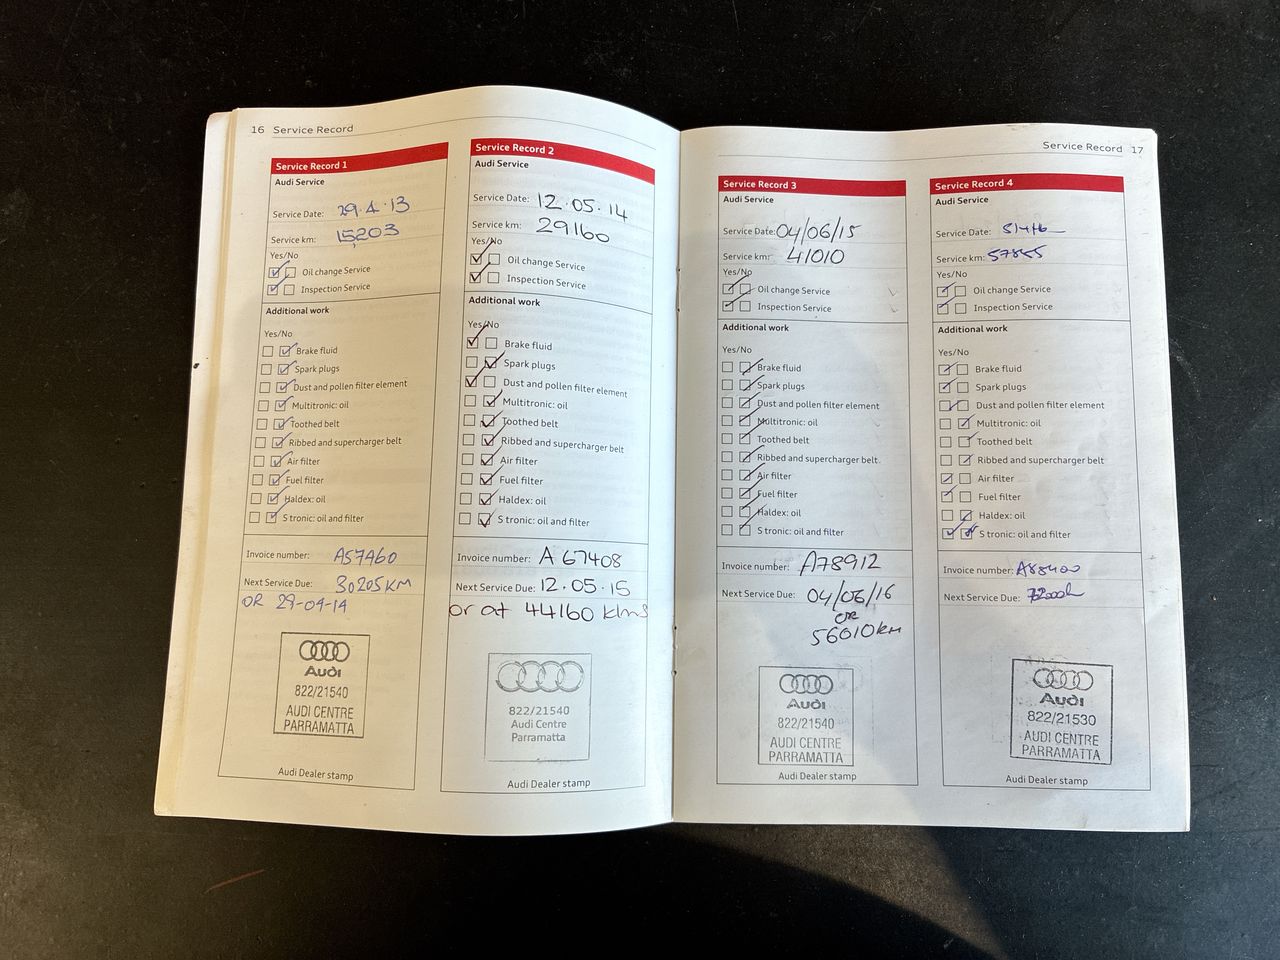 16 Service Record
Service Record 1
Audi Service
Service Date: 29.4.13
Service km: 15203
Yes/No
Oil change Service
Inspection Service
Additional work
Yes/No
Brake fluid
Spark plugs
Dust and pollen filter element
Multitronic: oil
Toothed belt
Ribbed and supercharger belt
Air filter
Fuel filter
Haldex: oil
S tronic: oil and filter
Invoice number: A57460
Next Service Due: 30205KM
OR 29-04-14
Audi
822/21540
AUDI CENTRE
PARRAMATTA
Audi Dealer stamp
Service Record 2
Audi Service
Service Date: 12.05.14
Service km: 29160
Yes/No
Oil change Service
Inspection Service
Additional work
Yes/No
Brake fluid
Spark plugs
Dust and pollen filter element
Multitronic: oil
Toothed belt
Ribbed and supercharger belt
Air filter
Fuel filter
Haldex: oil
S tronic: oil and filter
Invoice number: A 67408
Next Service Due: 12.05.15
or at 44160 klms
822/21540
Audi Centre
Parramatta
Audi Dealer stamp
Service Record 17
Service Record 3
Audi Service
Service Date: 04/06/15
Service km: 41010
Yes/No
Oil change Service
Inspection Service
Additional work
Yes/No
Brake fluid
Spark plugs
Dust and pollen filter element
Multitronic: oil
Toothed belt
Ribbed and supercharger belt
Air filter
Fuel filter
Haldex: oil
S tronic: oil and filter
Invoice number: A78912
Next Service Due: 04/06/16
OR
56010km
Audi
822/21540
AUDI CENTRE
PARRAMATTA
Audi Dealer stamp
Service Record 4
Audi Service
Service Date:
Service km: 57855
Yes/No
Oil change Service
Inspection Service
Additional work
Yes/No
Brake fluid
Spark plugs
Dust and pollen filter element
Multitronic: oil
Toothed belt
Ribbed and supercharger belt
Air filter
Fuel filter
Haldex: oil
S tronic: oil and filter
Invoice number: A88400
Next Service Due:
Audi
822/21530
AUDI CENTRE
PARRAMATTA
Audi Dealer stamp